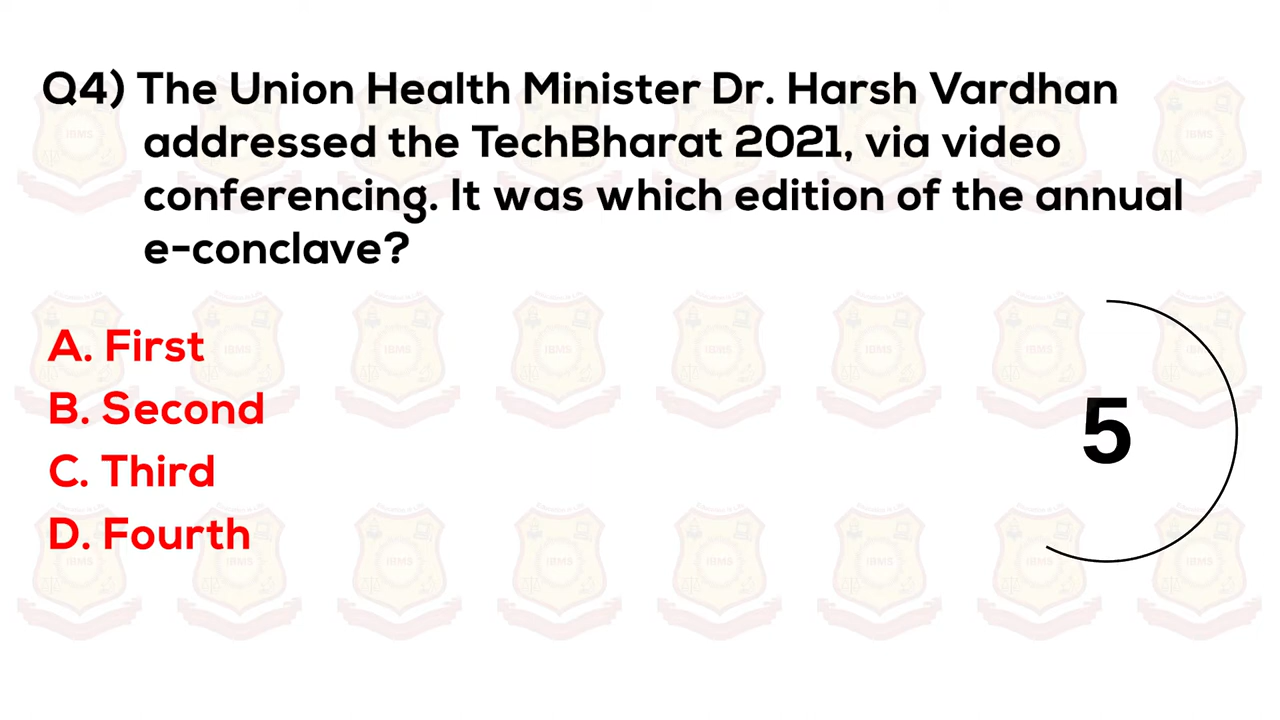 Q4) The Union Health Minister Dr. Harsh Vardhan
addressed the TechBharat 2021, via video
conferencing. It was which edition of the annual
e-conclave?
A. First
B. Second
C. Third
D. Fourth
5